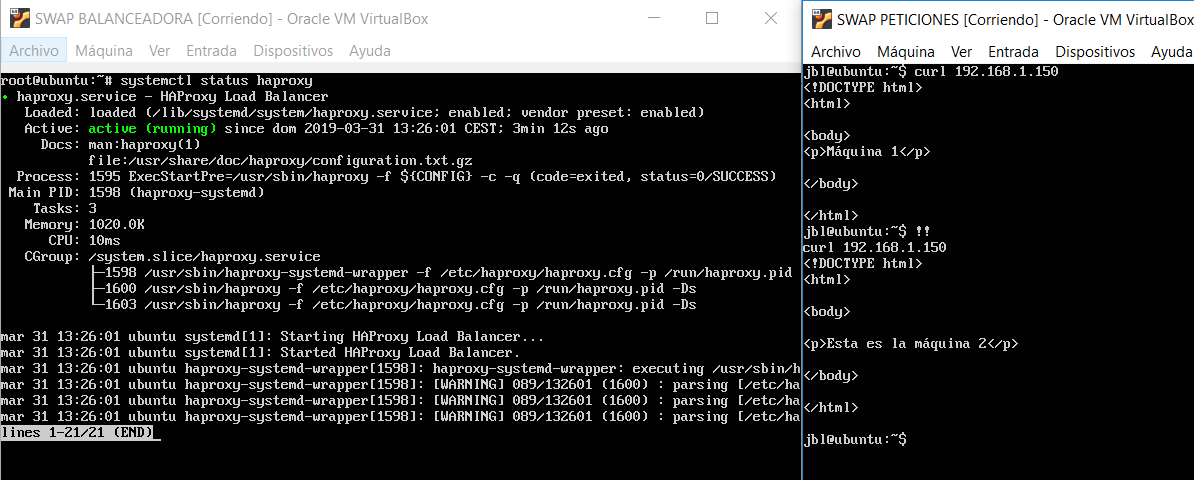 SWAP BALANCEADORA [Corriendo] - Oracle VM VirtualBox
Archivo Máquina Ver Entrada Dispositivos Ayuda
root@ubuntu:~# systemctl status haproxy
● haproxy.service - HAProxy Load Balancer
Loaded: loaded (/lib/systemd/system/haproxy.service; enabled; vendor preset: enabled)
Active: active (running) since dom 2019-03-31 13:26:01 CEST; 3min 12s ago
Docs: man:haproxy(1)
file:/usr/share/doc/haproxy/configuration.txt.gz
Process: 1595 ExecStartPre=/usr/sbin/haproxy -f ${CONFIG} -c -q (code=exited, status=0/SUCCESS)
Main PID: 1598 (haproxy-systemd)
Tasks: 3
Memory: 1020.0K
CPU: 10ms
CGroup: /system.slice/haproxy.service
├─1598 /usr/sbin/haproxy-systemd-wrapper -f /etc/haproxy/haproxy.cfg -p /run/haproxy.pid
├─1600 /usr/sbin/haproxy -f /etc/haproxy/haproxy.cfg -p /run/haproxy.pid -Ds
└─1603 /usr/sbin/haproxy -f /etc/haproxy/haproxy.cfg -p /run/haproxy.pid -Ds
mar 31 13:26:01 ubuntu systemd[1]: Starting HAProxy Load Balancer...
mar 31 13:26:01 ubuntu systemd[1]: Started HAProxy Load Balancer.
mar 31 13:26:01 ubuntu haproxy-systemd-wrapper[1598]: haproxy-systemd-wrapper: executing /usr/sbin/h
mar 31 13:26:01 ubuntu haproxy-systemd-wrapper[1598]: [WARNING] 089/132601 (1600) : parsing [/etc/ha
mar 31 13:26:01 ubuntu haproxy-systemd-wrapper[1598]: [WARNING] 089/132601 (1600) : parsing [/etc/ha
mar 31 13:26:01 ubuntu haproxy-systemd-wrapper[1598]: [WARNING] 089/132601 (1600) : parsing [/etc/ha
lines 1-21/21 (END)
SWAP PETICIONES [Corriendo] - Oracle VM VirtualBox
Archivo Máquina Ver Entrada Dispositivos Ayuda
jbl@ubuntu:~$ curl 192.168.1.150
<!DOCTYPE html>
<html>
<body>
<p>Máquina 1</p>
</body>
</html>
jbl@ubuntu:~$ !!
curl 192.168.1.150
<!DOCTYPE html>
<html>
<body>
<p>Esta es la máquina 2</p>
</body>
</html>
jbl@ubuntu:~$